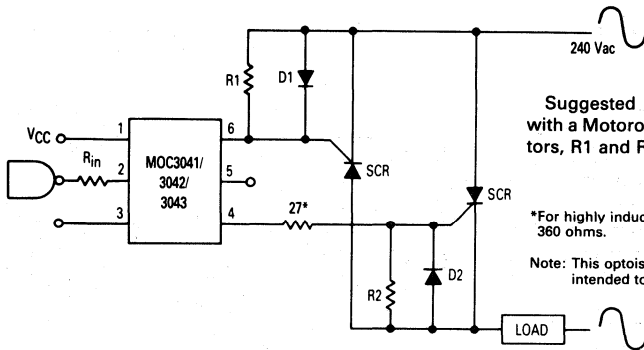 240 Vac
R1
D1
Suggested
with a Motoro
tors, R1 and
VCC
1
6
Rin
2
MOC3041/
3042/
3043
5
SCR
SCR
3
4
27*
*For highly induc
360 ohms.
R2
D2
Note: This optois
intended to
LOAD